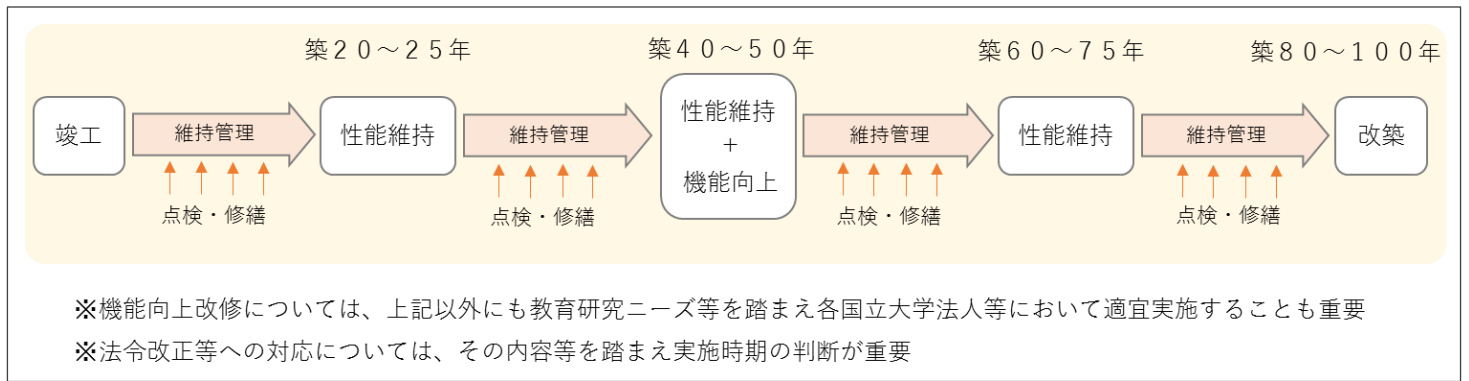 築２０～２５年
築４０～５０年
築６０～７５年
築８０～１００年
竣工
維持管理
性能維持
維持管理
性能維持
+
機能向上
維持管理
性能維持
維持管理
改築
点検・修繕
点検・修繕
点検・修繕
点検・修繕
※機能向上改修については、上記以外にも教育研究ニーズ等を踏まえ各国立大学法人等において適宜実施することも重要
※法令改正等への対応については、その内容等を踏まえ実施時期の判断が重要